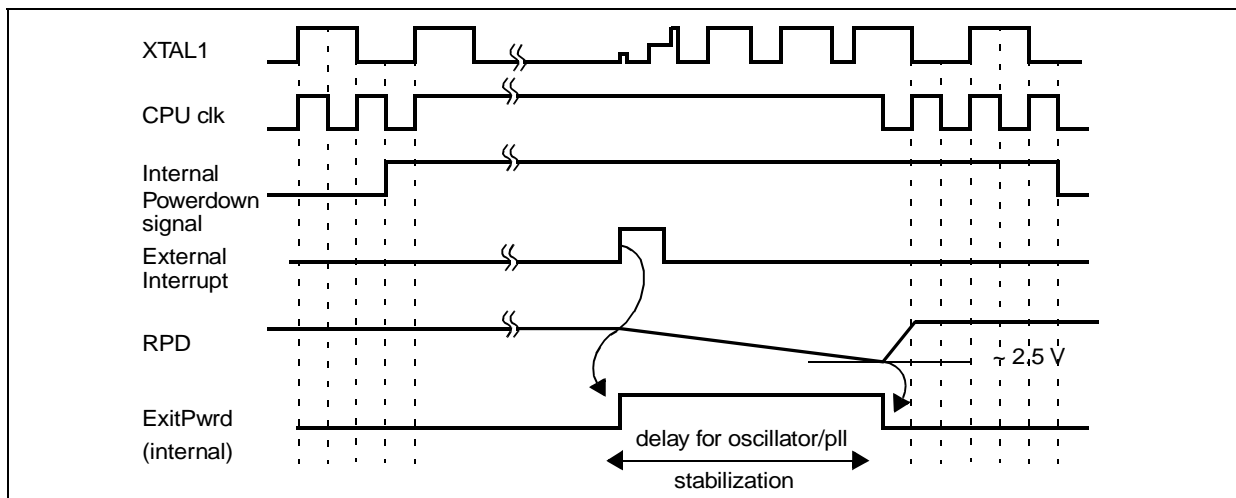 XTAL1
CPU clk
Internal
Powerdown
signal
External
Interrupt
RPD
~ 2.5 V
ExitPwrd
(internal)
delay for oscillator/pll
stabilization